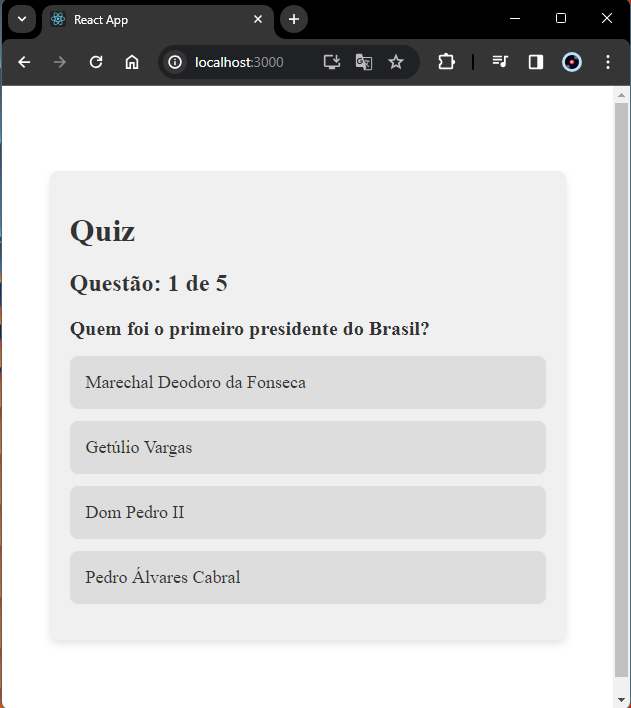 React App
localhost:3000
Quiz
Questão: 1 de 5
Quem foi o primeiro presidente do Brasil?
Marechal Deodoro da Fonseca
Getúlio Vargas
Dom Pedro II
Pedro Álvares Cabral